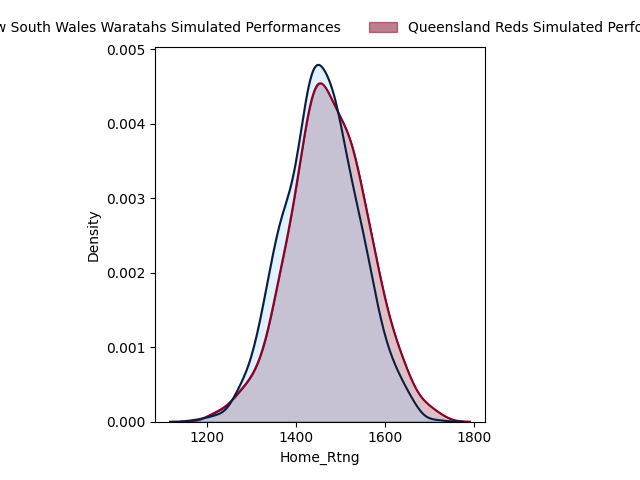 South Wales Waratahs Simulated Performances
Queensland Reds Simulated
0.005
0.004
0.003
0.002
0.001
0.000
Density
1200 1400 1600 1800
Home_Rtng